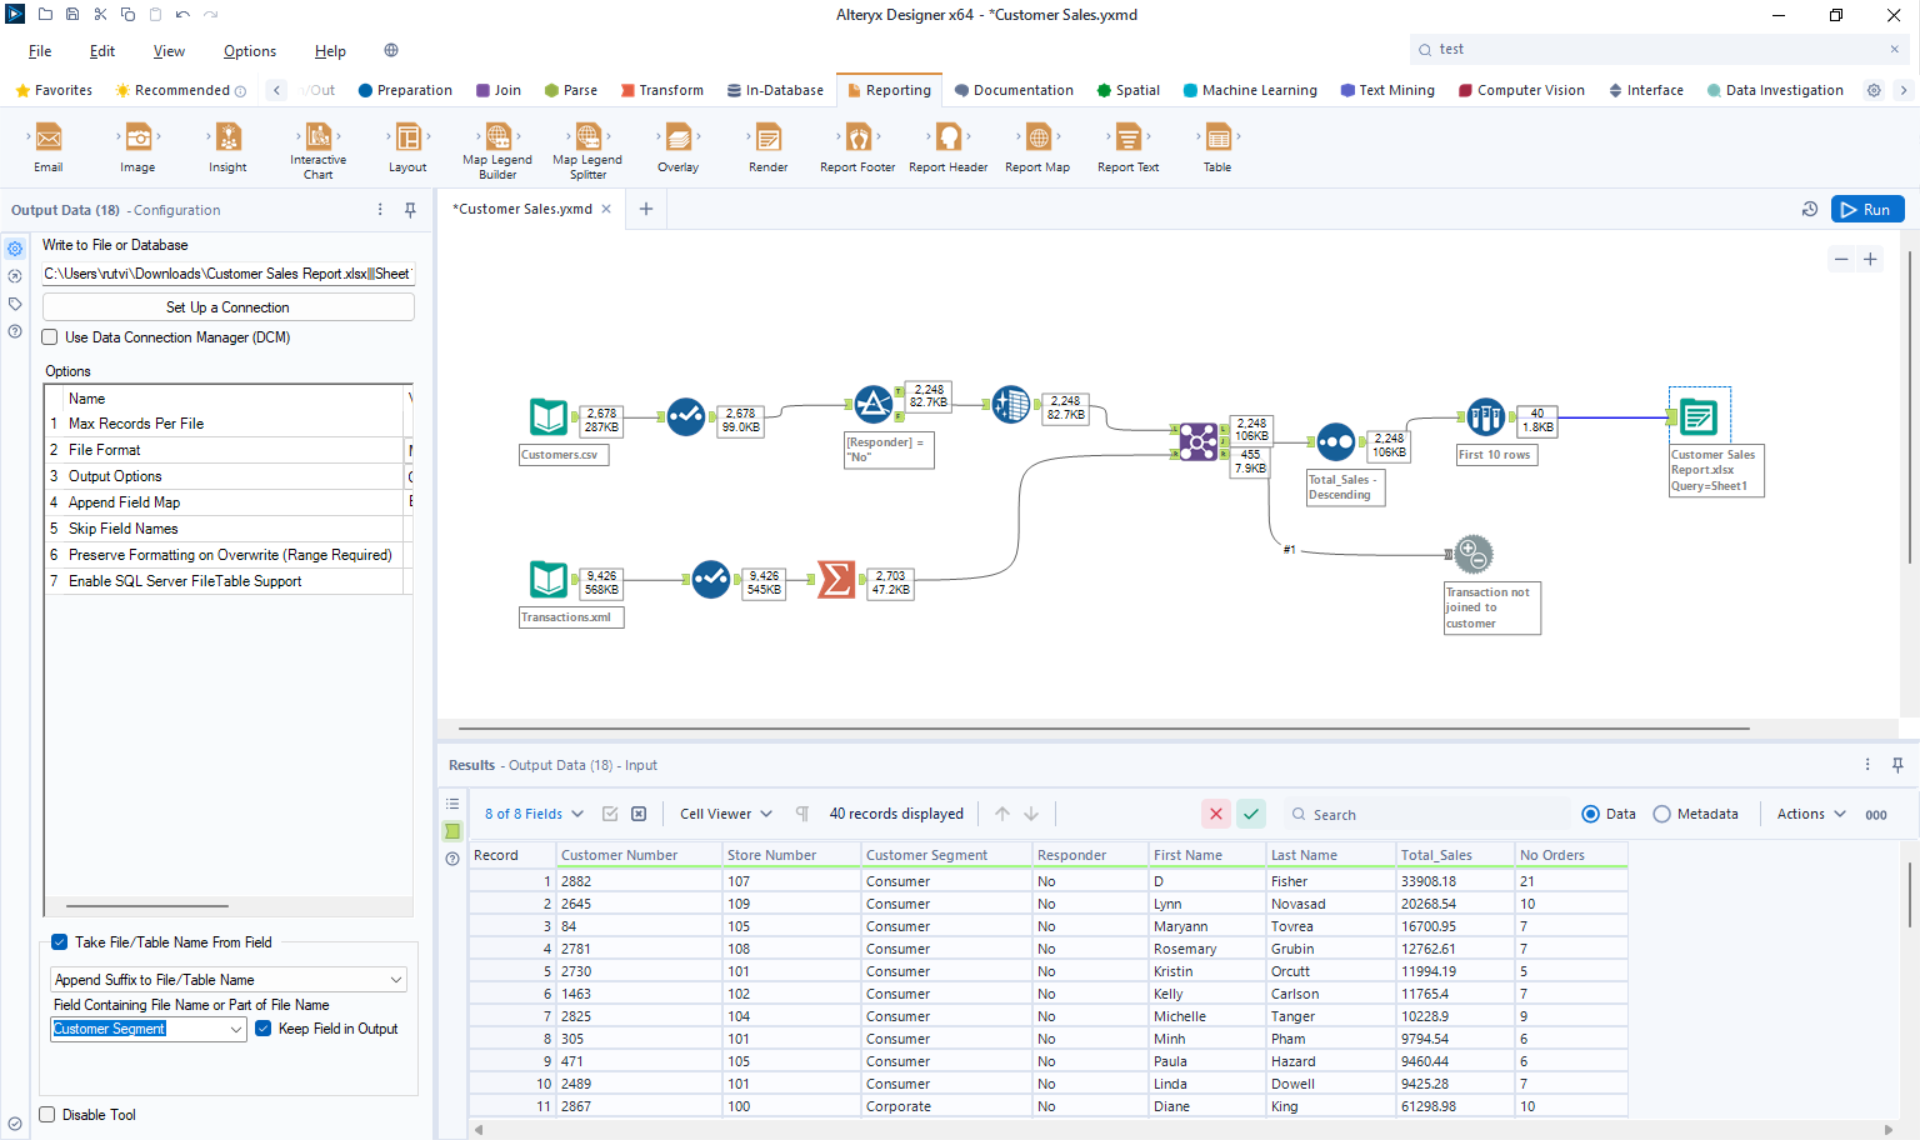 Alteryx Designer x64 - *Customer Sales.yxmd
File Edit View Options Help
test
Favorites Recommended n/Out Preparation Join Parse Transform In-Database Reporting Documentation Spatial Machine Learning Text Mining Computer Vision Interface Data Investigation
Email Image Insight Interactive Chart Layout Map Legend Builder Map Legend Splitter Overlay Render Report Footer Report Header Report Map Report Text Table
Output Data (18) - Configuration
*Customer Sales.yxmd
Run
Write to File or Database
C:\Users\rutvi\Downloads\Customer Sales Report.xlsx|||Sheet
Set Up a Connection
Use Data Connection Manager (DCM)
Options
Name
1 Max Records Per File
2 File Format
3 Output Options
4 Append Field Map
5 Skip Field Names
6 Preserve Formatting on Overwrite (Range Required)
7 Enable SQL Server FileTable Support
Take File/Table Name From Field
Append Suffix to File/Table Name
Field Containing File Name or Part of File Name
Customer Segment
Keep Field in Output
Disable Tool
2,678
287KB
Customers.csv
2,678
99.0KB
T
F
2,248
82.7KB
[Responder] =
"No"
2,248
82.7KB
L
R
L
J
R
2,248
106KB
455
7.9KB
2,248
106KB
Total_Sales -
Descending
First 10 rows
40
1.8KB
Customer Sales
Report.xlsx
Query=Sheet1
#1
Transaction not
joined to
customer
9,426
568KB
Transactions.xml
9,426
545KB
2,703
47.2KB
Results - Output Data (18) - Input
8 of 8 Fields
Cell Viewer
40 records displayed
Search
Data
Metadata
Actions
000
Record Customer Number Store Number Customer Segment Responder First Name Last Name Total_Sales No Orders
1 2882 107 Consumer No D Fisher 33908.18 21
2 2645 109 Consumer No Lynn Novasad 20268.54 10
3 84 105 Consumer No Maryann Tovrea 16700.95 7
4 2781 108 Consumer No Rosemary Grubin 12762.61 7
5 2730 101 Consumer No Kristin Orcutt 11994.19 5
6 1463 102 Consumer No Kelly Carlson 11765.4 7
7 2825 104 Consumer No Michelle Tanger 10228.9 9
8 305 101 Consumer No Minh Pham 9794.54 6
9 471 105 Consumer No Paula Hazard 9460.44 6
10 2489 101 Consumer No Linda Dowell 9425.28 7
11 2867 100 Corporate No Diane King 61298.98 10